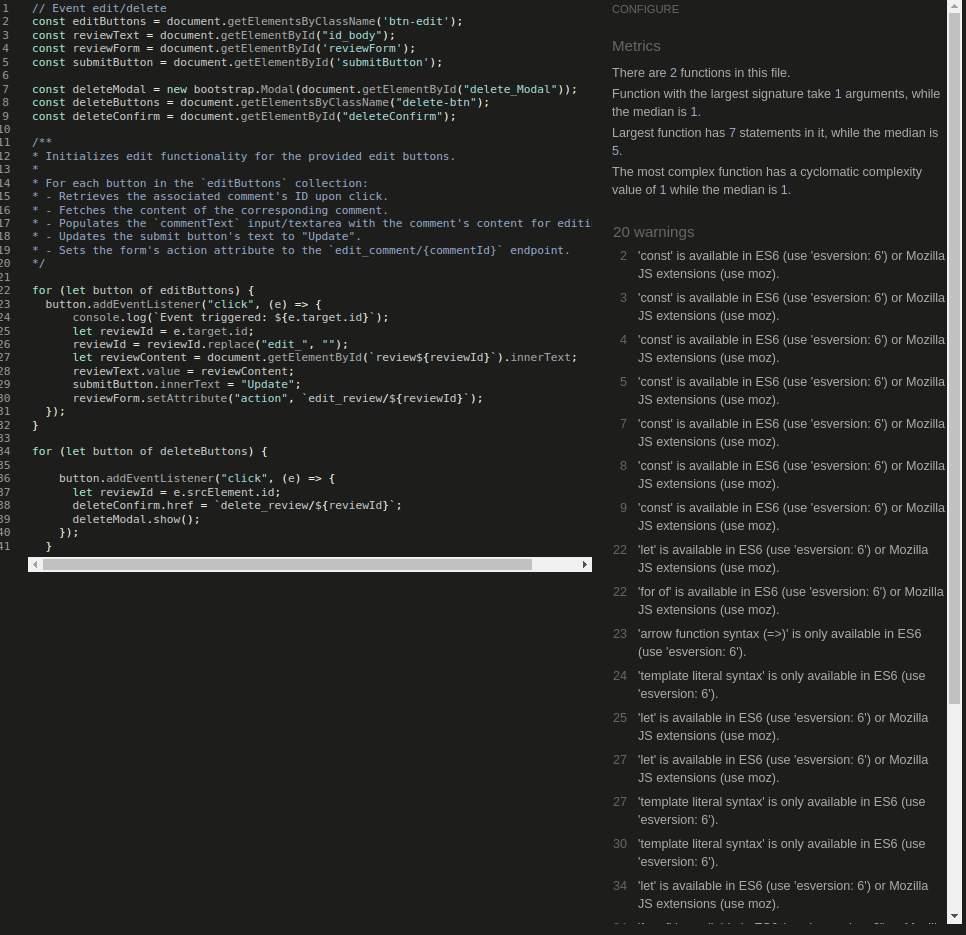 1 // Event edit/delete
2 const editButtons = document.getElementsByClassName('btn-edit');
3 const reviewText = document.getElementById("id_body");
4 const reviewForm = document.getElementById('reviewForm');
5 const submitButton = document.getElementById('submitButton');
6
7 const deleteModal = new bootstrap.Modal(document.getElementById("delete_Modal"));
8 const deleteButtons = document.getElementsByClassName("delete-btn");
9 const deleteConfirm = document.getElementById("deleteConfirm");
10
11 /**
12 * Initializes edit functionality for the provided edit buttons.
13 *
14 * For each button in the `editButtons` collection:
15 * - Retrieves the associated comment's ID upon click.
16 * - Fetches the content of the corresponding comment.
17 * - Populates the `commentText` input/textarea with the comment's content for editi
18 * - Updates the submit button's text to "Update".
19 * - Sets the form's action attribute to the `edit_comment/{commentId}` endpoint.
20 */
21
22 for (let button of editButtons) {
23 button.addEventListener("click", (e) => {
24 console.log(`Event triggered: ${e.target.id}`);
25 let reviewId = e.target.id;
26 reviewId = reviewId.replace("edit_", "");
27 let reviewContent = document.getElementById(`review${reviewId}`).innerText;
28 reviewText.value = reviewContent;
29 submitButton.innerText = "Update";
30 reviewForm.setAttribute("action", `edit_review/${reviewId}`);
31 });
32 }
33
34 for (let button of deleteButtons) {
35
36 button.addEventListener("click", (e) => {
37 let reviewId = e.srcElement.id;
38 deleteConfirm.href = `delete_review/${reviewId}`;
39 deleteModal.show();
40 });
41 }
CONFIGURE
Metrics
There are 2 functions in this file.
Function with the largest signature take 1 arguments, while
the median is 1.
Largest function has 7 statements in it, while the median is
5.
The most complex function has a cyclomatic complexity
value of 1 while the median is 1.
20 warnings
2 'const' is available in ES6 (use 'esversion: 6') or Mozilla
JS extensions (use moz).
3 'const' is available in ES6 (use 'esversion: 6') or Mozilla
JS extensions (use moz).
4 'const' is available in ES6 (use 'esversion: 6') or Mozilla
JS extensions (use moz).
5 'const' is available in ES6 (use 'esversion: 6') or Mozilla
JS extensions (use moz).
7 'const' is available in ES6 (use 'esversion: 6') or Mozilla
JS extensions (use moz).
8 'const' is available in ES6 (use 'esversion: 6') or Mozilla
JS extensions (use moz).
9 'const' is available in ES6 (use 'esversion: 6') or Mozilla
JS extensions (use moz).
22 'let' is available in ES6 (use 'esversion: 6') or Mozilla
JS extensions (use moz).
22 'for of' is available in ES6 (use 'esversion: 6') or Mozilla
JS extensions (use moz).
23 'arrow function syntax (=>)' is only available in ES6
(use 'esversion: 6').
24 'template literal syntax' is only available in ES6 (use
'esversion: 6').
25 'let' is available in ES6 (use 'esversion: 6') or Mozilla
JS extensions (use moz).
27 'let' is available in ES6 (use 'esversion: 6') or Mozilla
JS extensions (use moz).
27 'template literal syntax' is only available in ES6 (use
'esversion: 6').
30 'template literal syntax' is only available in ES6 (use
'esversion: 6').
34 'let' is available in ES6 (use 'esversion: 6') or Mozilla
JS extensions (use moz).